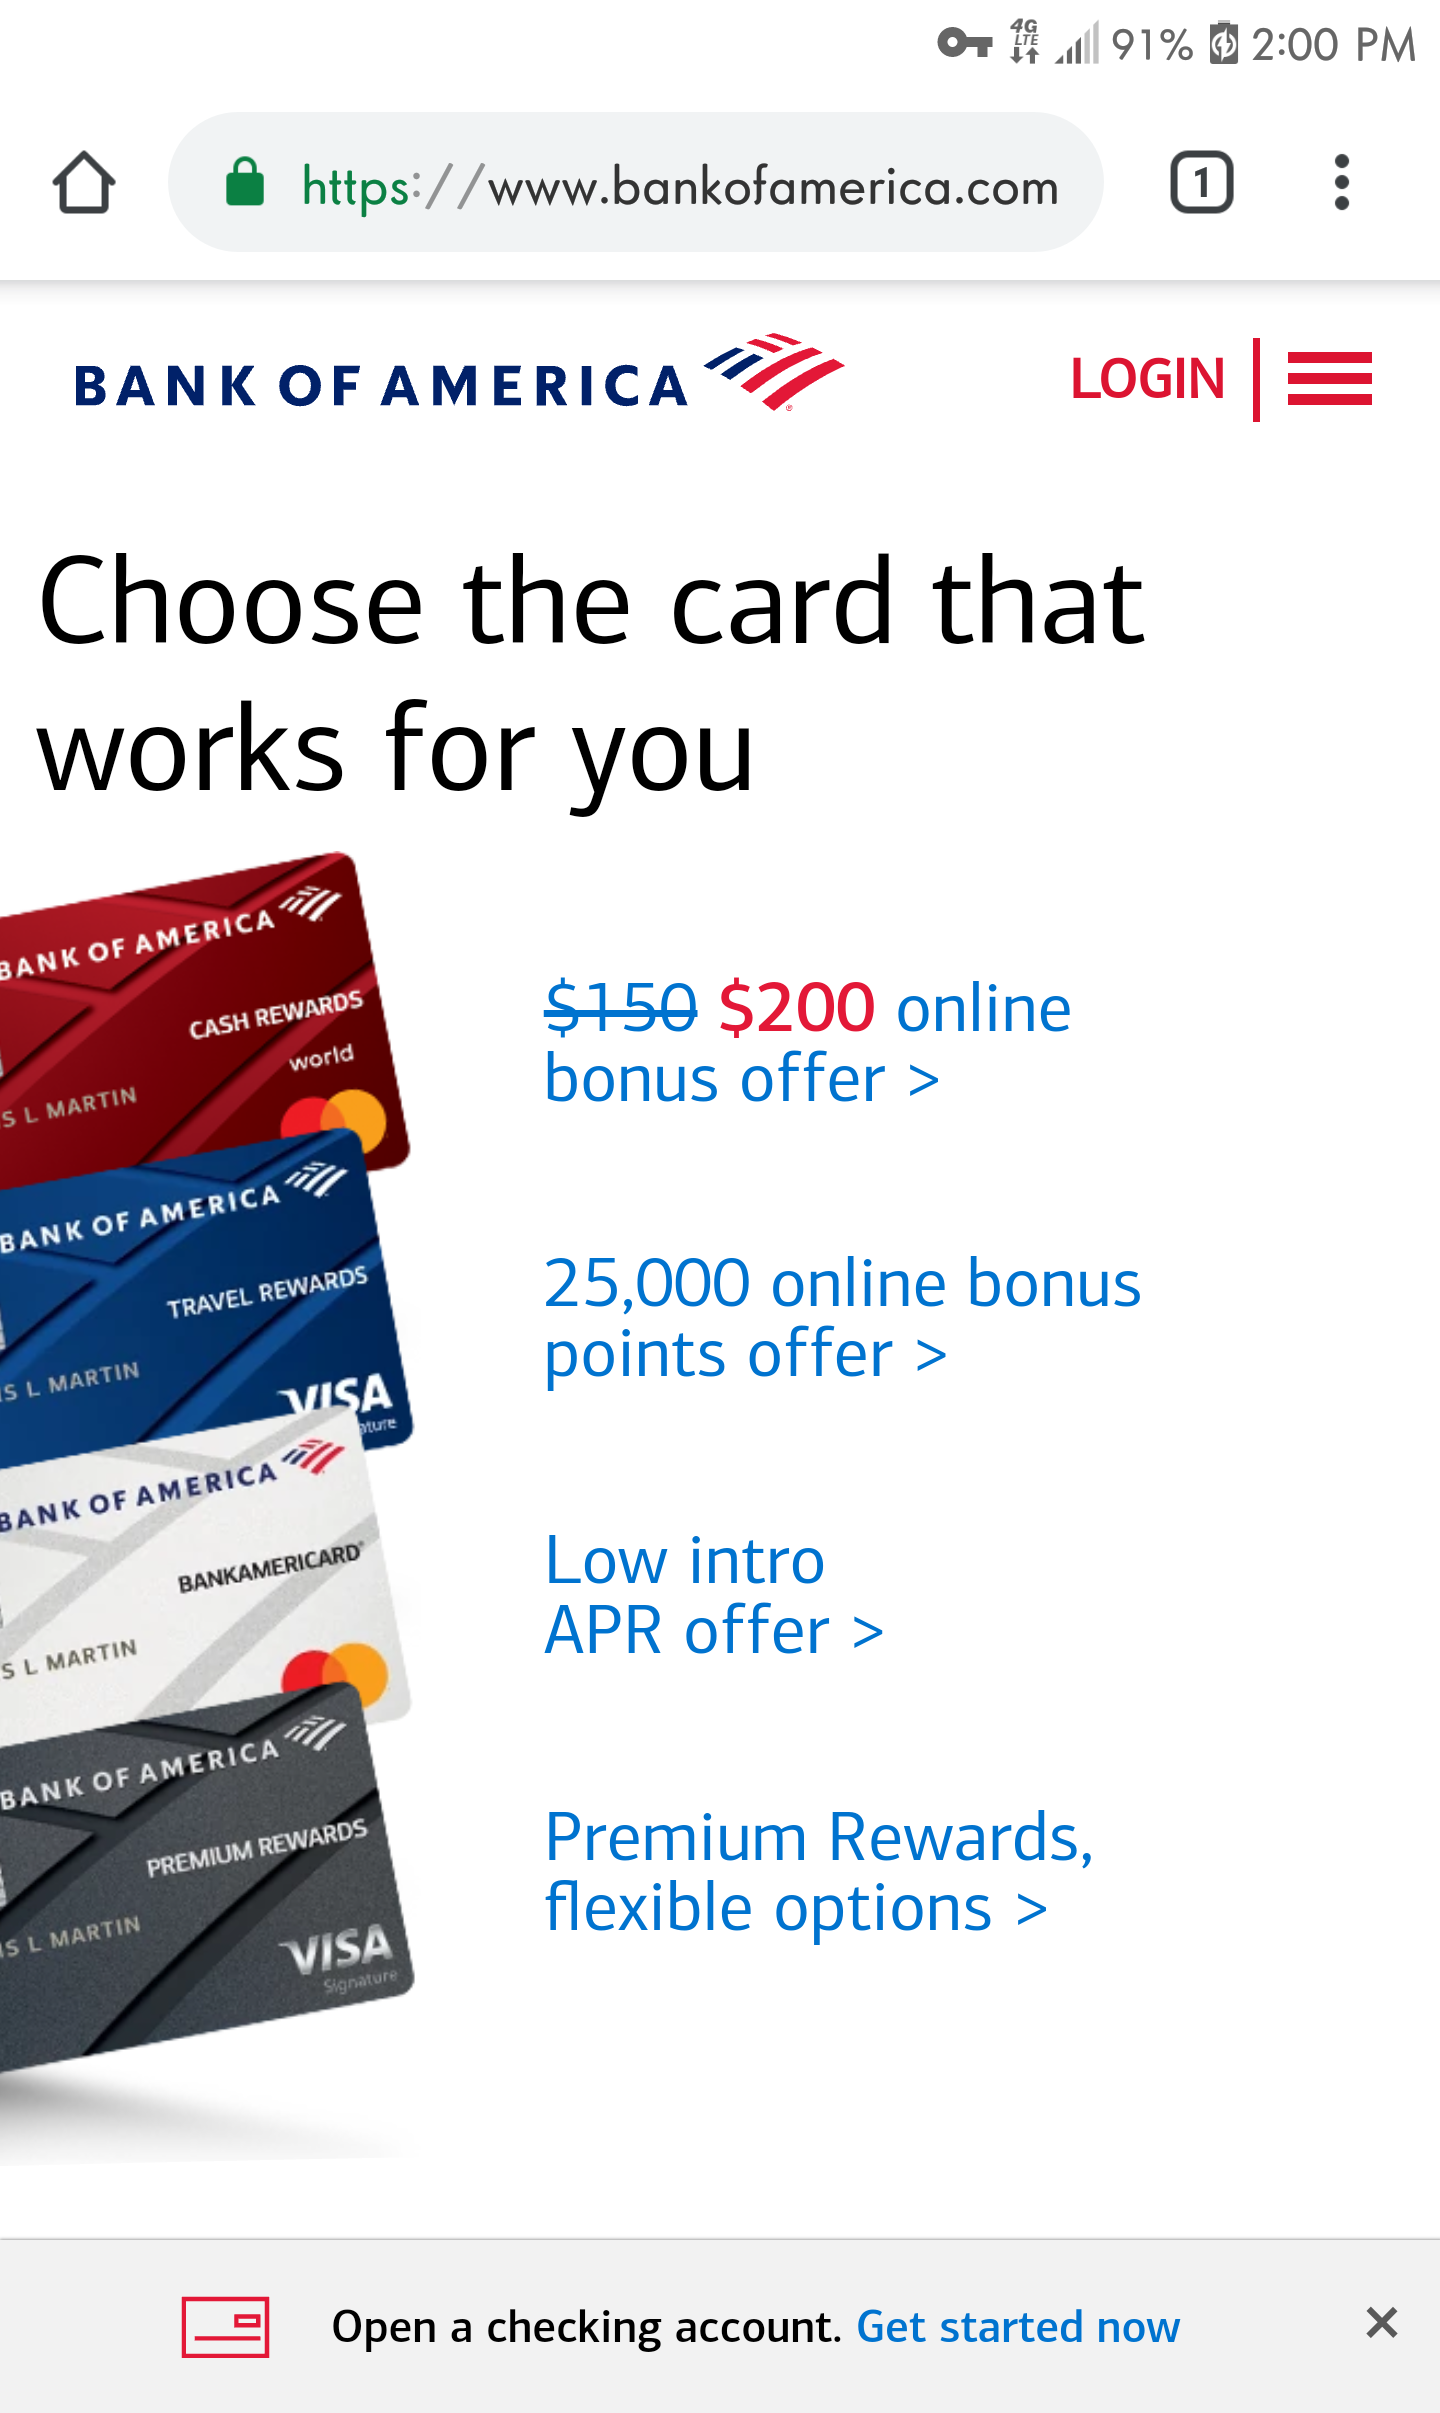 4G
LTE
91%
2:00 PM
https://www.bankofamerica.com
1
BANK OF AMERICA
LOGIN
Choose the card that
works for you
BANK OF AMERICA
CASH REWARDS
world
S L MARTIN
$150 $200 online
bonus offer >
BANK OF AMERICA
TRAVEL REWARDS
IS L MARTIN
VISA
25,000 online bonus
points offer >
BANK OF AMERICA
BANKAMERICARD
S L MARTIN
Low intro
APR offer >
BANK OF AMERICA
PREMIUM REWARDS
IS L MARTIN
VISA
Signature
Premium Rewards,
flexible options >
Open a checking account. Get started now